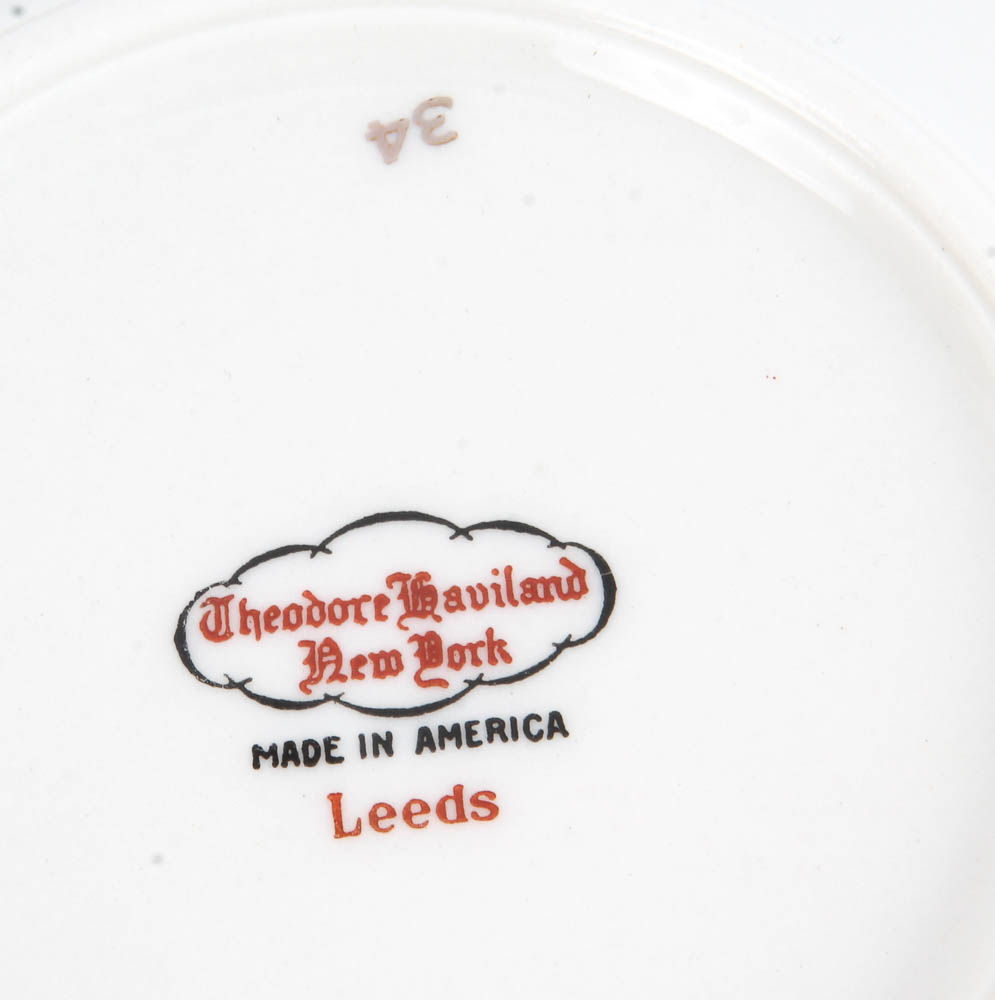 34
Theodore Haviland
New York
MADE IN AMERICA
Leeds